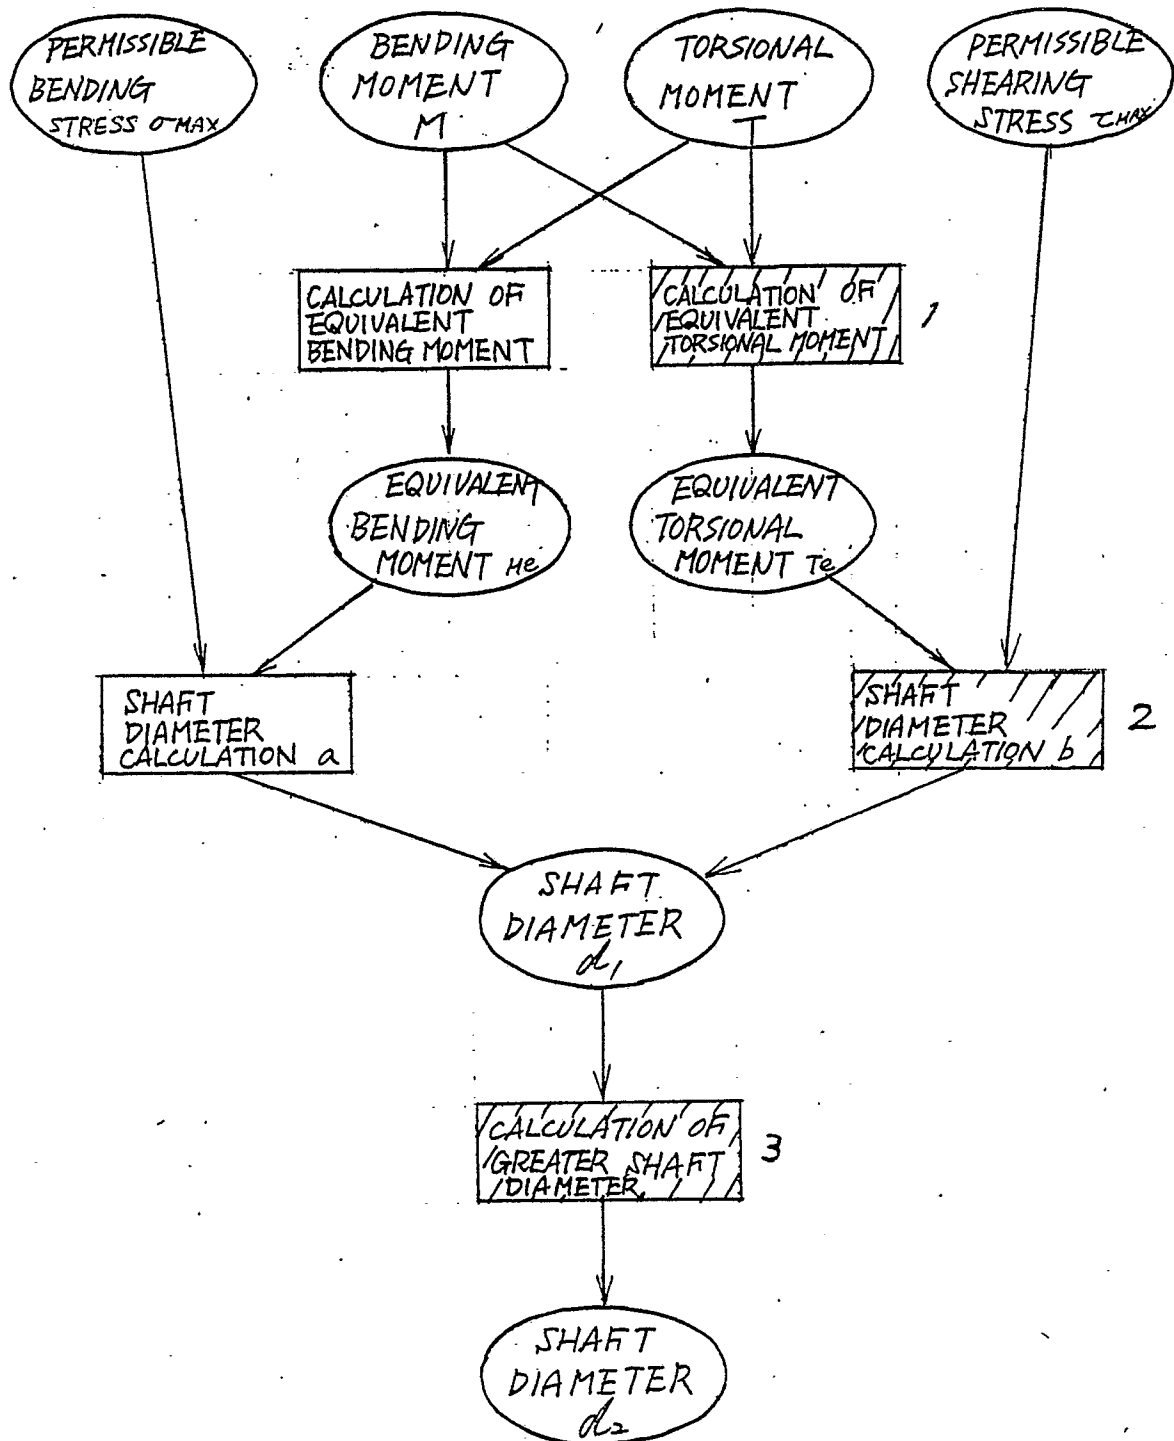 PERMISSIBLE
BENDING
STRESS σMAX
BENDING
MOMENT
M
TORSIONAL
MOMENT
T
PERMISSIBLE
SHEARING
STRESS τMAX
CALCULATION OF
EQUIVALENT
BENDING MOMENT
CALCULATION OF
EQUIVALENT
TORSIONAL MOMENT
1
EQUIVALENT
BENDING
MOMENT Me
EQUIVALENT
TORSIONAL
MOMENT Te
SHAFT
DIAMETER
CALCULATION a
SHAFT
DIAMETER
CALCULATION b
2
SHAFT
DIAMETER
d1
CALCULATION OF
GREATER SHAFT
DIAMETER
3
SHAFT
DIAMETER
d2